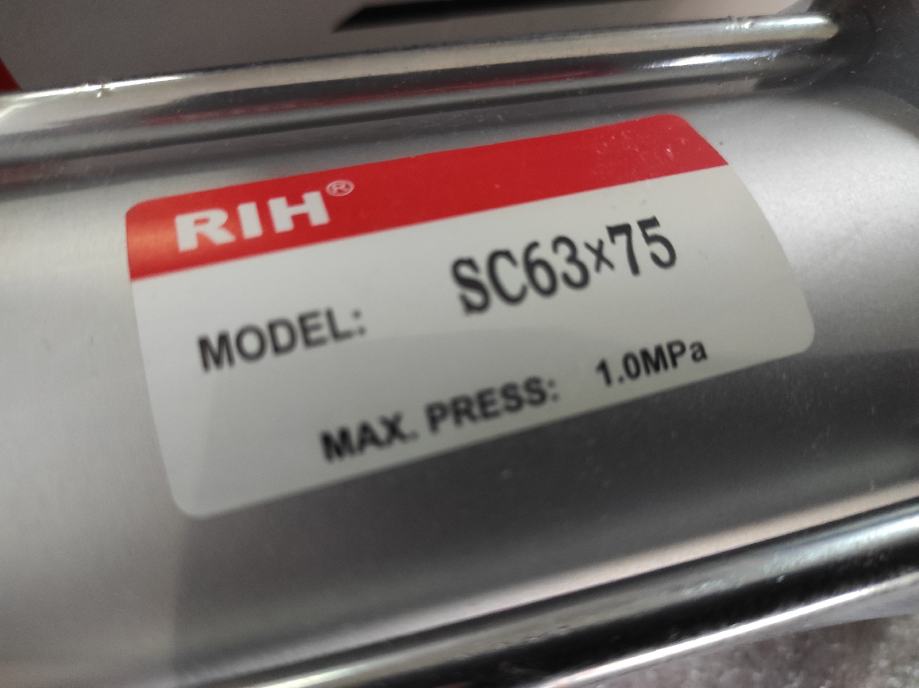 RIH®
MODEL: SC63×75
MAX. PRESS: 1.0MPa